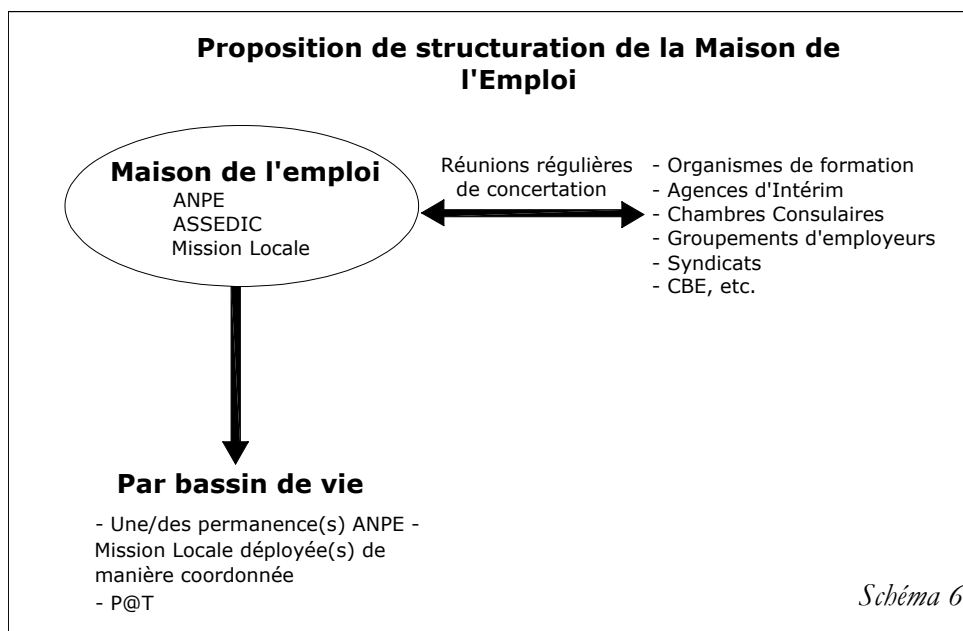 Proposition de structuration de la Maison de
l'Emploi
Maison de l'emploi
ANPE
ASSEDIC
Mission Locale
Réunions régulières
de concertation
- Organismes de formation
- Agences d'Intérim
- Chambres Consulaires
- Groupements d'employeurs
- Syndicats
- CBE, etc.
Par bassin de vie
- Une/des permanence(s) ANPE -
Mission Locale déployée(s) de
manière coordonnée
- P@T
Schéma 6